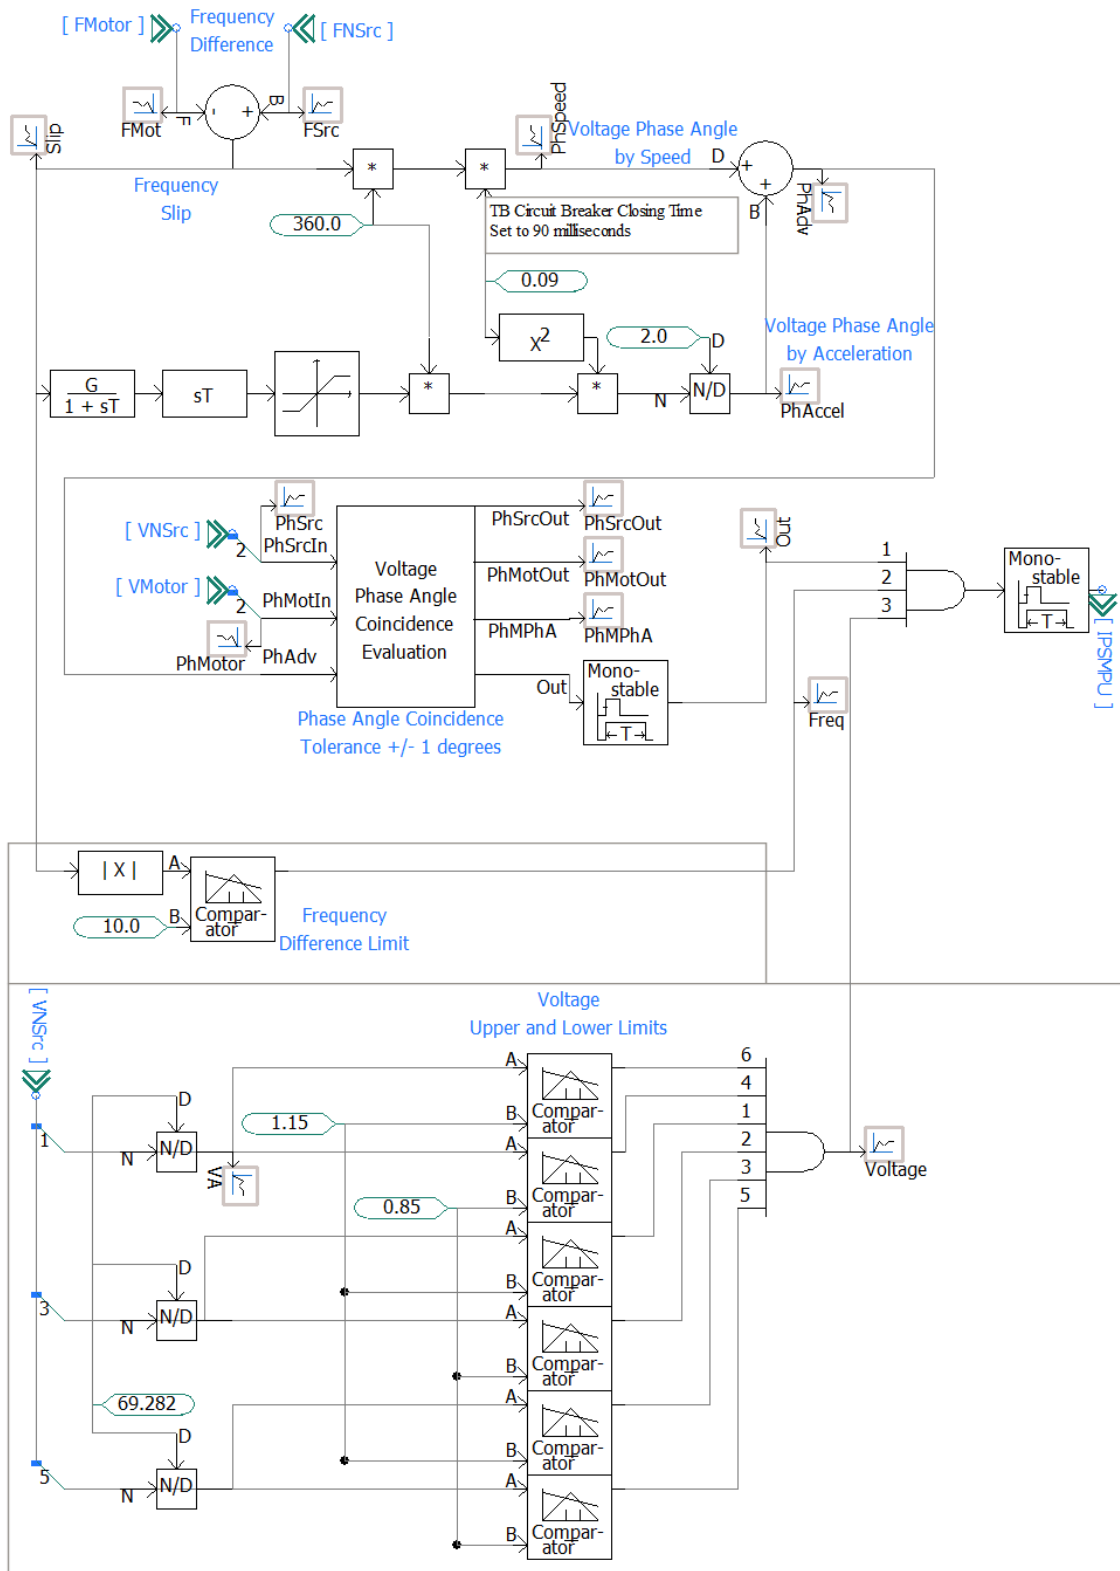 [ FMotor ]
Frequency
Difference
[ FNSrc ]
FMot
F
-
+
B
FSrc
Slip
Frequency
Slip
*
*
PhSpeed
Voltage Phase Angle
by Speed
D
+
+
B
PhAdv
360.0
TB Circuit Breaker Closing Time
Set to 90 milliseconds
0.09
X2
2.0
D
Voltage Phase Angle
by Acceleration
G
1 + sT
sT
*
*
N
N/D
PhAccel
[ VNSrc ]
2
PhSrc
PhSrcIn
[ VMotor ]
2
PhMotIn
PhMotor
PhAdv
Voltage
Phase Angle
Coincidence
Evaluation
PhSrcOut
PhSrcOut
PhMotOut
PhMotOut
PhMPhA
PhMPhA
Out
Mono-
stable
T
Phase Angle Coincidence
Tolerance +/- 1 degrees
Out
1
2
3
Mono-
stable
T
[ IPSMPU ]
Freq
| X |
A
10.0
B
Compar-
ator
Frequency
Difference Limit
[ VNSrc ]
Voltage
Upper and Lower Limits
1
N
D
N/D
VA
1.15
0.85
A
B
Compar-
ator
A
B
Compar-
ator
A
B
Compar-
ator
A
B
Compar-
ator
A
B
Compar-
ator
A
B
Compar-
ator
6
4
1
2
3
5
Voltage
3
N
D
N/D
69.282
5
N
D
N/D